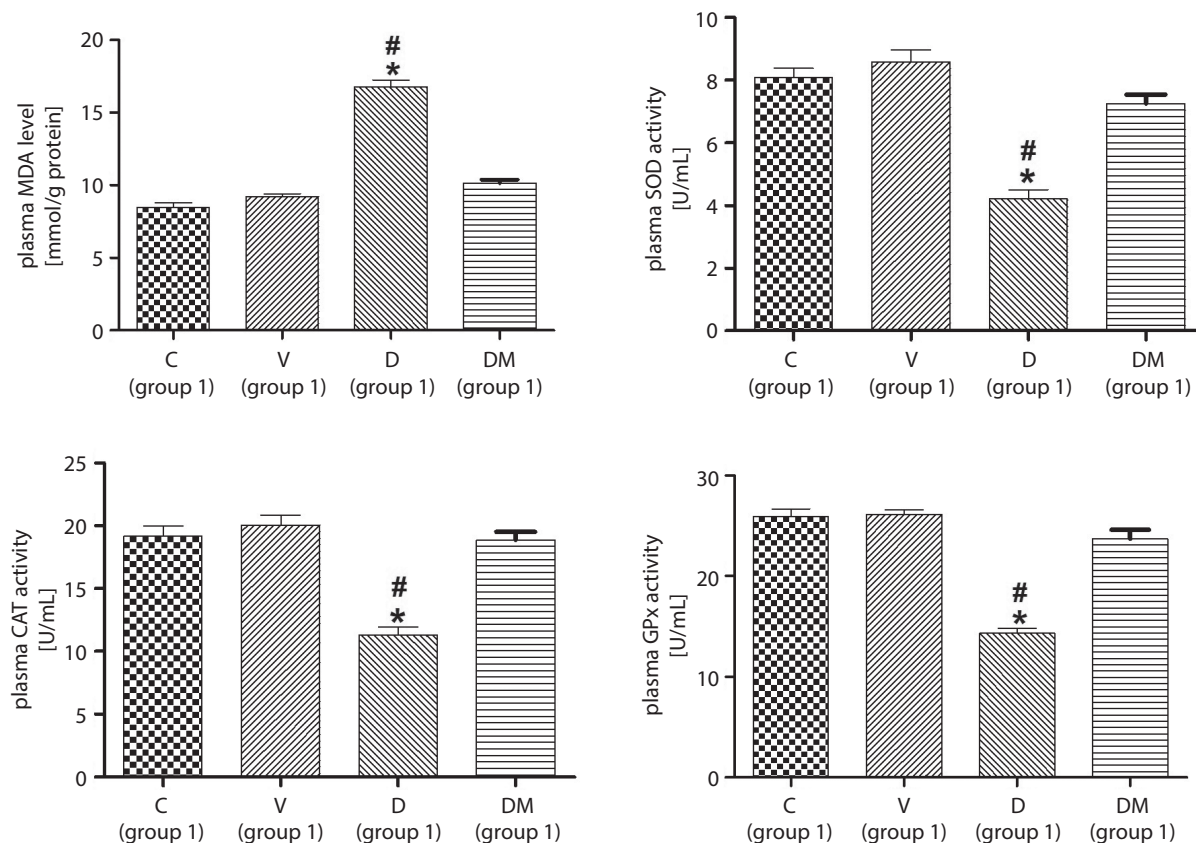 plasma MDA level
[mmol/g protein]
20
15
10
5
0
#
*
C
(group 1)
V
(group 1)
D
(group 1)
DM
(group 1)
plasma SOD activity
[U/mL]
10
8
6
4
2
0
#
*
C
(group 1)
V
(group 1)
D
(group 1)
DM
(group 1)
plasma CAT activity
[U/mL]
25
20
15
10
5
0
#
*
C
(group 1)
V
(group 1)
D
(group 1)
DM
(group 1)
plasma GPx activity
[U/mL]
30
20
10
0
#
*
C
(group 1)
V
(group 1)
D
(group 1)
DM
(group 1)